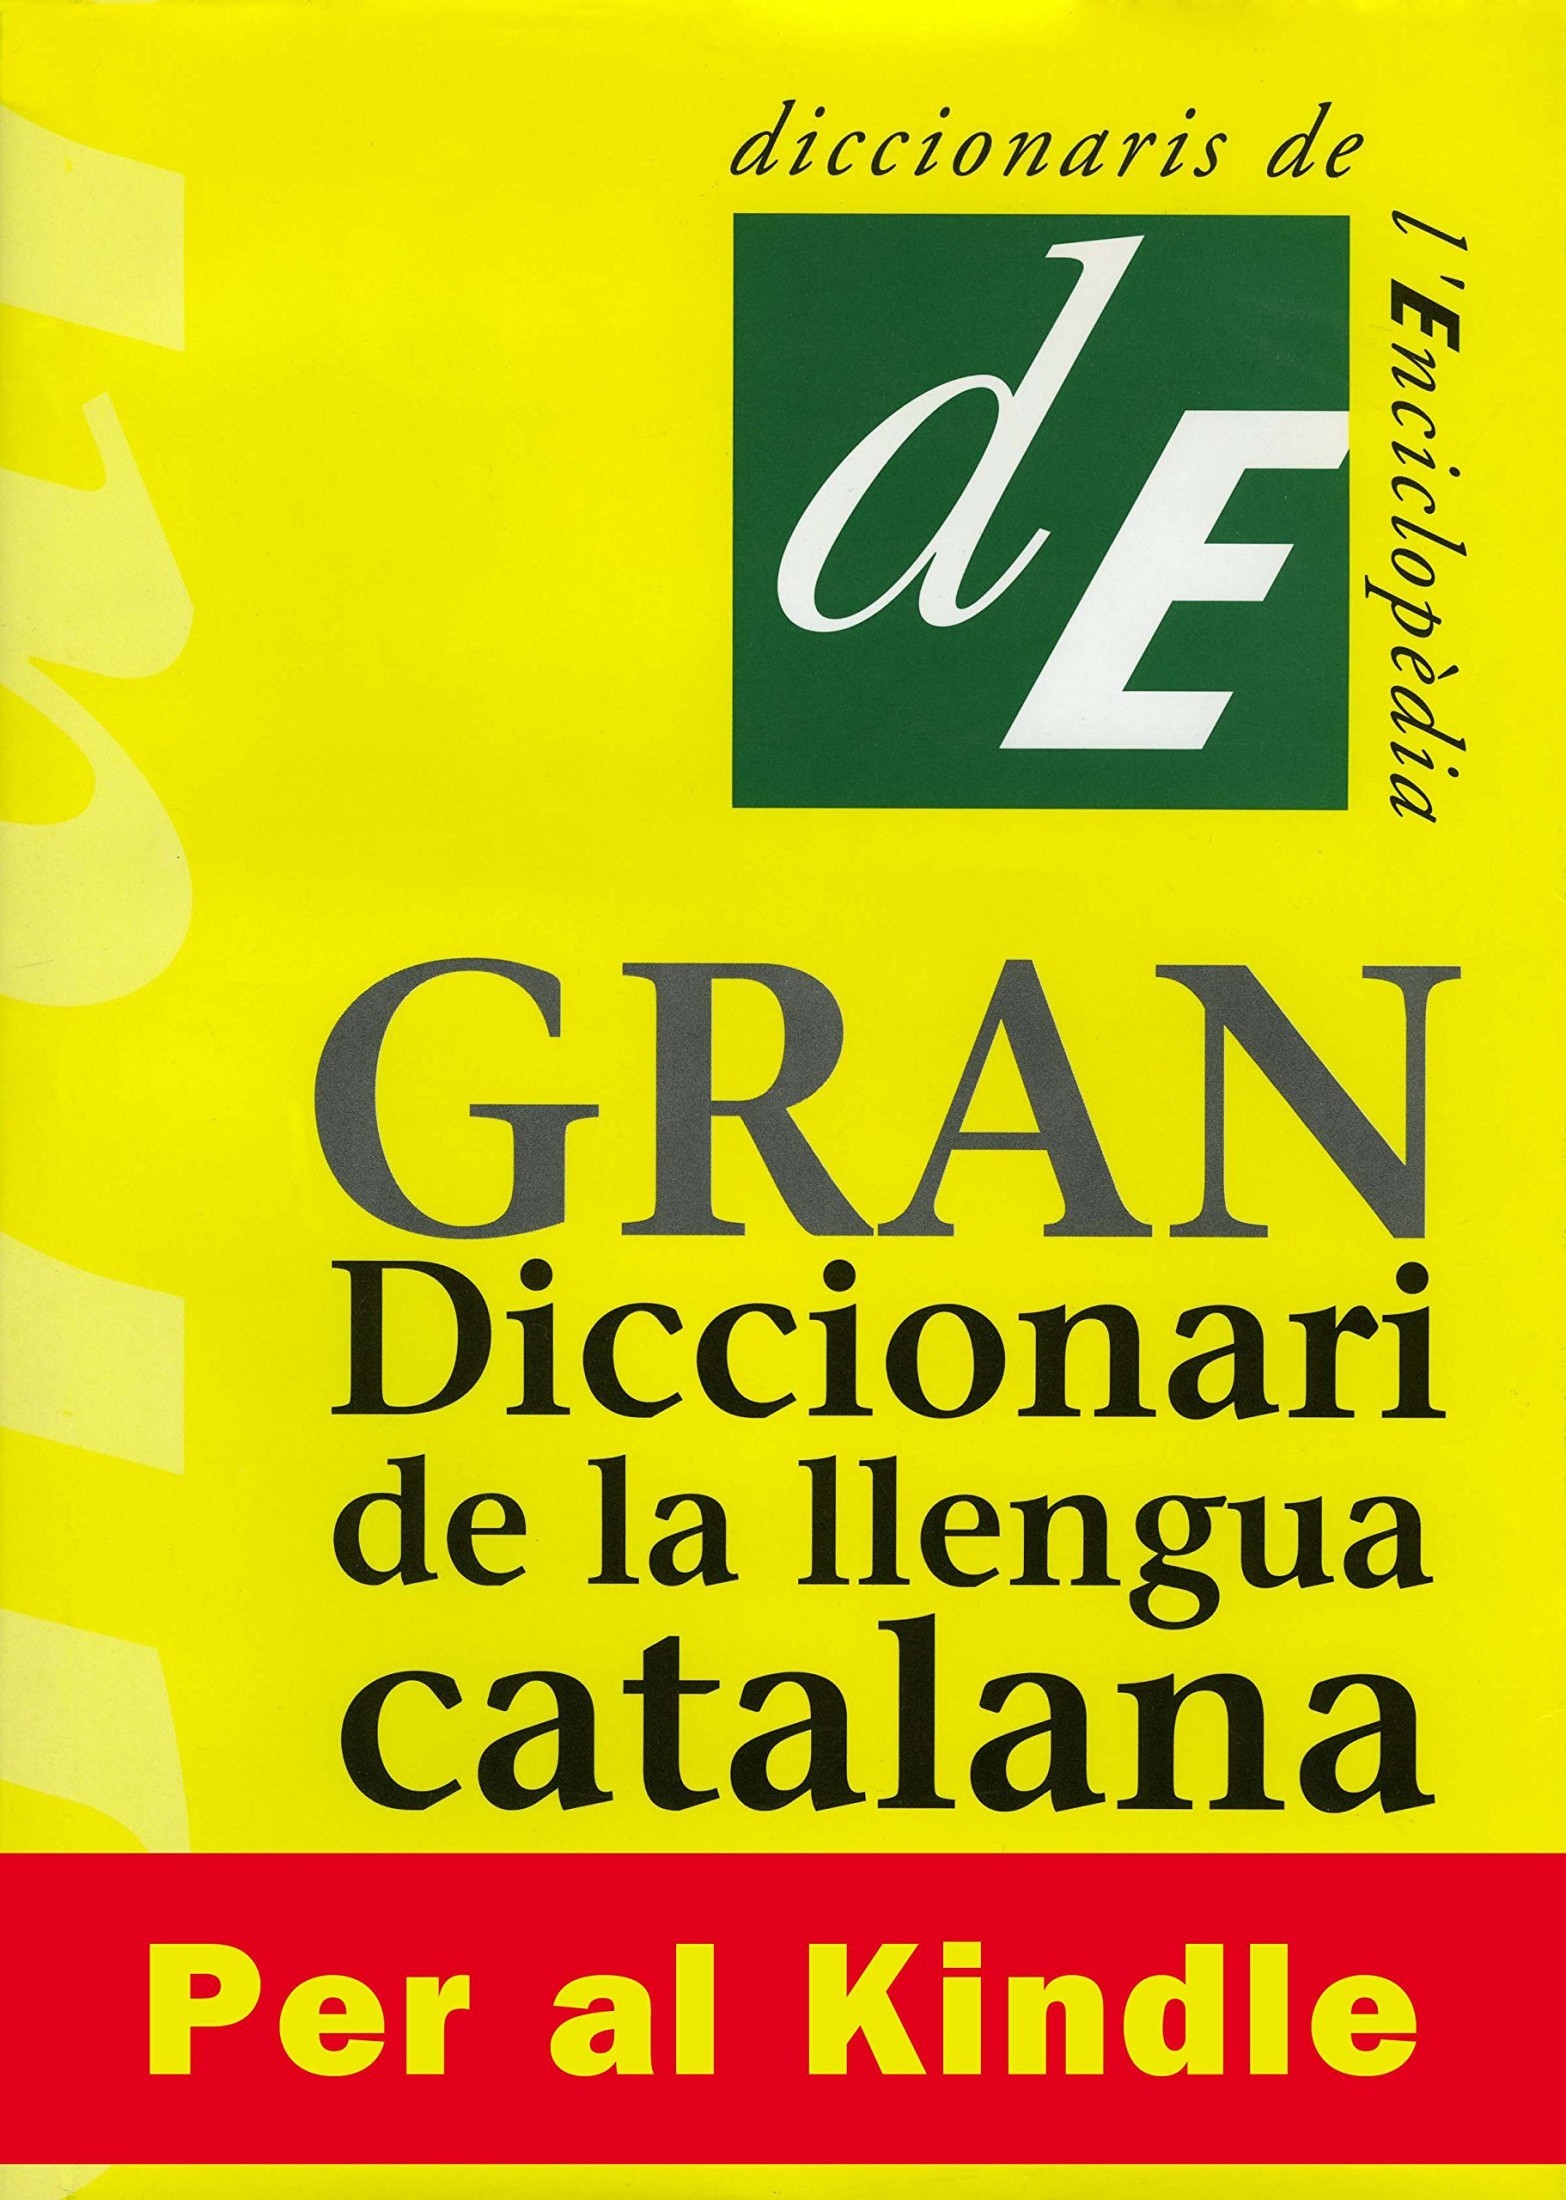 diccionaris de
l'Enciclopèdia
dE
GRAN
Diccionari
de la llengua
catalana
Per al Kindle